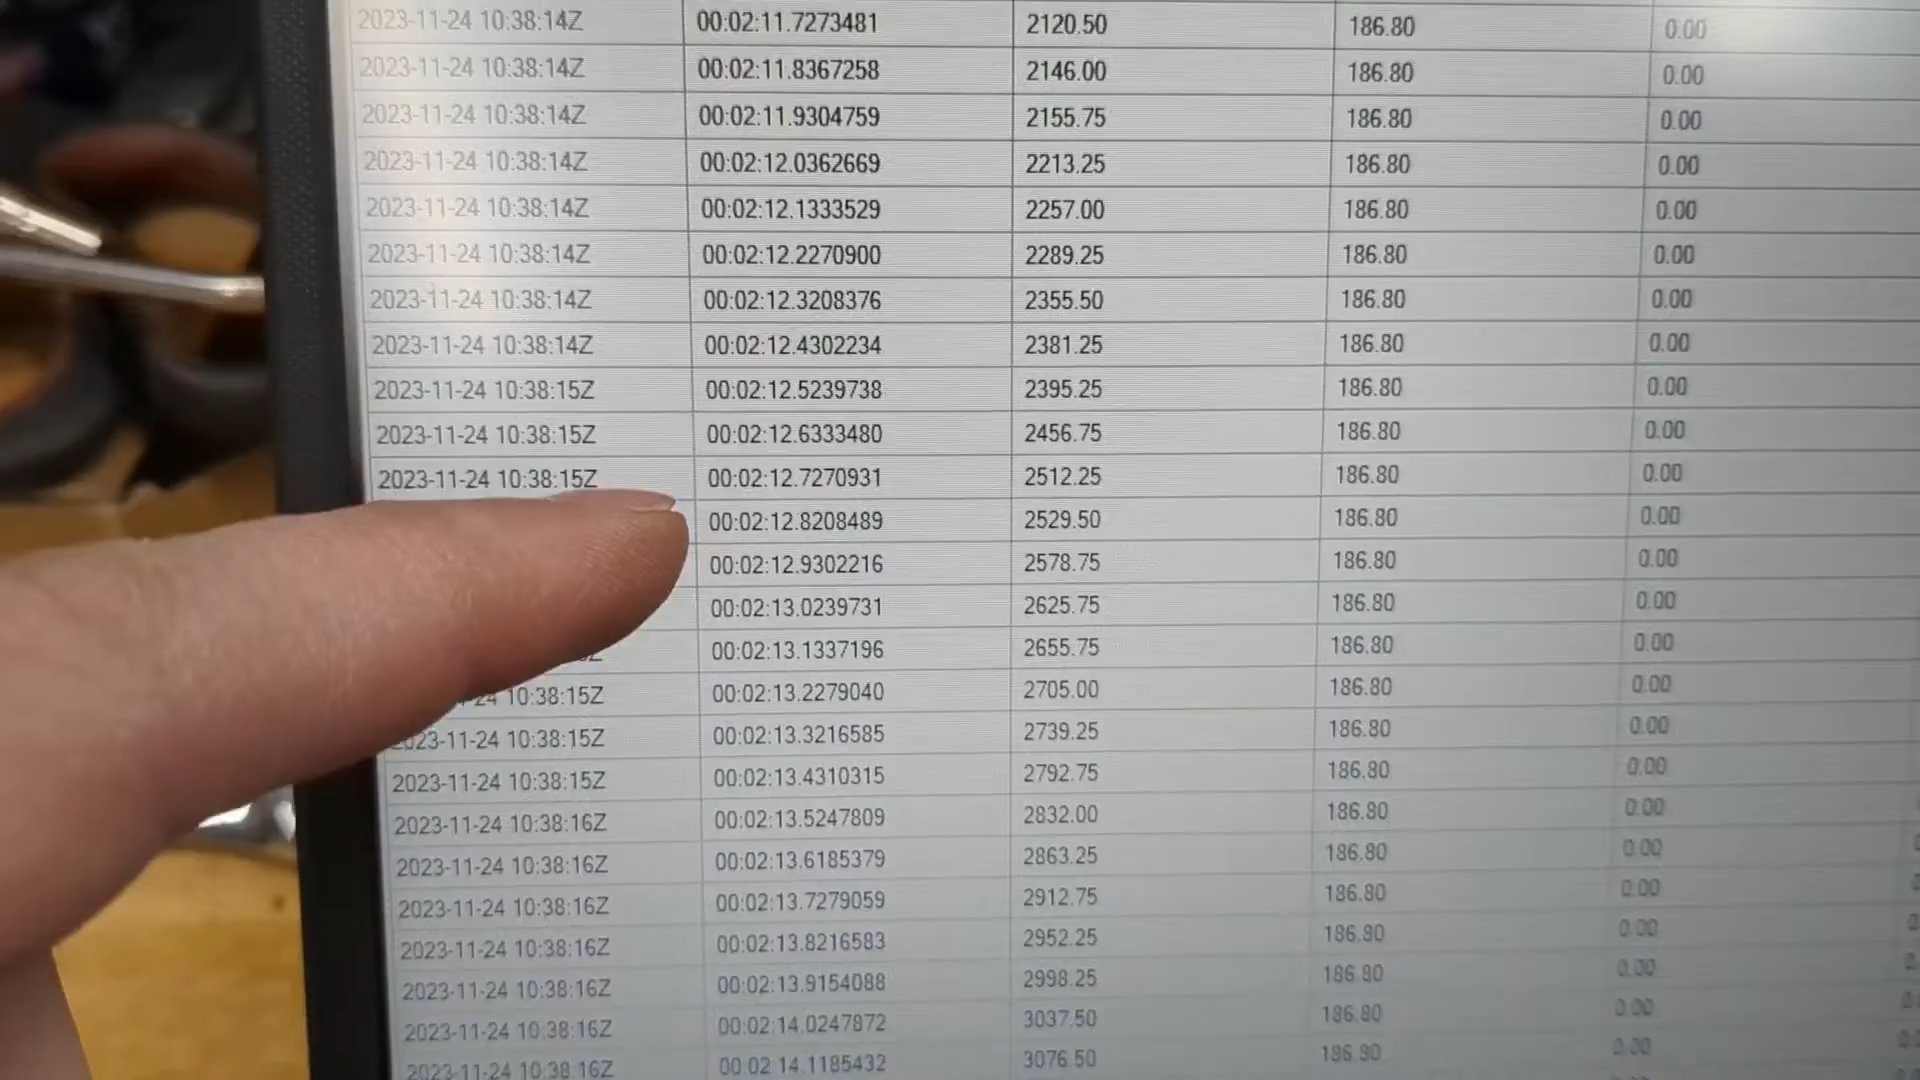 2023-11-24 10:38:14Z 00:02:11.7273481 2120.50 186.80 0.00
2023-11-24 10:38:14Z 00:02:11.8367258 2146.00 186.80 0.00
2023-11-24 10:38:14Z 00:02:11.9304759 2155.75 186.80 0.00
2023-11-24 10:38:14Z 00:02:12.0362669 2213.25 186.80 0.00
2023-11-24 10:38:14Z 00:02:12.1333529 2257.00 186.80 0.00
2023-11-24 10:38:14Z 00:02:12.2270900 2289.25 186.80 0.00
2023-11-24 10:38:14Z 00:02:12.3208376 2355.50 186.80 0.00
2023-11-24 10:38:14Z 00:02:12.4302234 2381.25 186.80 0.00
2023-11-24 10:38:15Z 00:02:12.5239738 2395.25 186.80 0.00
2023-11-24 10:38:15Z 00:02:12.6333480 2456.75 186.80 0.00
2023-11-24 10:38:15Z 00:02:12.7270931 2512.25 186.80 0.00
00:02:12.8208489 2529.50 186.80 0.00
00:02:12.9302216 2578.75 186.80 0.00
00:02:13.0239731 2625.75 186.80 0.00
00:02:13.1337196 2655.75 186.80 0.00
10:38:15Z 00:02:13.2279040 2705.00 186.80 0.00
2023-11-24 10:38:15Z 00:02:13.3216585 2739.25 186.80 0.00
2023-11-24 10:38:15Z 00:02:13.4310315 2792.75 186.80 0.00
2023-11-24 10:38:16Z 00:02:13.5247809 2832.00 186.80 0.00
2023-11-24 10:38:16Z 00:02:13.6185379 2863.25 186.80 0.00
2023-11-24 10:38:16Z 00:02:13.7279059 2912.75 186.80 0.00
2023-11-24 10:38:16Z 00:02:13.8216583 2952.25 186.80 0.00
2023-11-24 10:38:16Z 00:02:13.9154088 2998.25 186.80 0.00
2023-11-24 10:38:16Z 00:02:14.0247872 3037.50 186.80 0.00
2023-11-24 10:38:16Z 00:02:14.1185432 3076.50 186.80 0.00